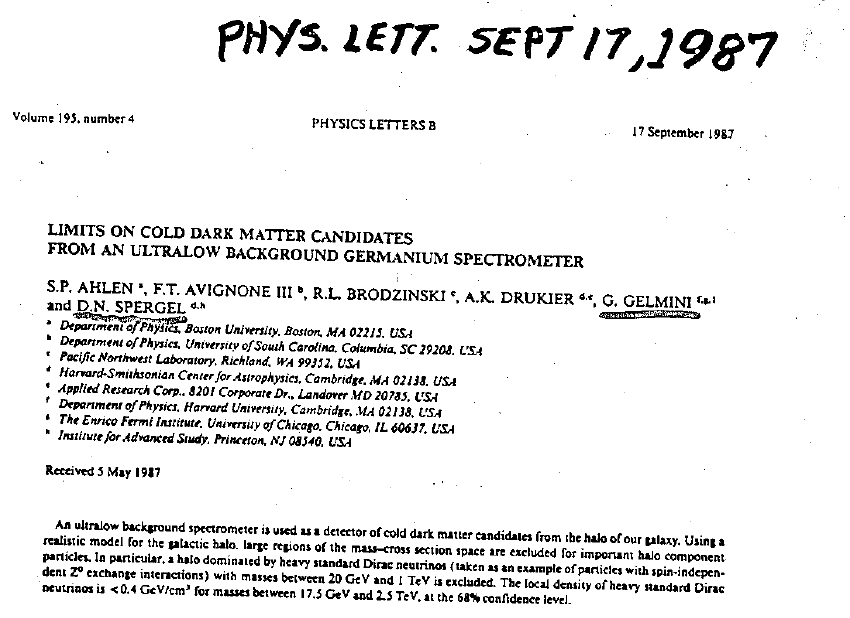 PHYS. LETT. SEPT 17, 1987
Volume 195, number 4 PHYSICS LETTERS B 17 September 1987
LIMITS ON COLD DARK MATTER CANDIDATES
FROM AN ULTRALOW BACKGROUND GERMANIUM SPECTROMETER
S.P. AHLEN a, F.T. AVIGNONE III b, R.L. BRODZINSKI c, A.K. DRUKIER d,e, G. GELMINI f,g,1
and D.N. SPERGEL d,h
a Department of Physics, Boston University, Boston, MA 02215, USA
b Department of Physics, University of South Carolina, Columbia, SC 29208, USA
c Pacific Northwest Laboratory, Richland, WA 99352, USA
d Harvard-Smithsonian Center for Astrophysics, Cambridge, MA 02138, USA
e Applied Research Corp., 8201 Corporate Dr., Landover MD 20785, USA
f Department of Physics, Harvard University, Cambridge, MA 02138, USA
g The Enrico Fermi Institute, University of Chicago, Chicago, IL 60637, USA
h Institute for Advanced Study, Princeton, NJ 08540, USA
Received 5 May 1987
An ultralow background spectrometer is used as a detector of cold dark matter candidates from the halo of our galaxy. Using a
realistic model for the galactic halo, large regions of the mass–cross section space are excluded for important halo component
particles. In particular, a halo dominated by heavy standard Dirac neutrinos (taken as an example of particles with spin-indepen-
dent Z⁰ exchange interactions) with masses between 20 GeV and 1 TeV is excluded. The local density of heavy standard Dirac
neutrinos is <0.4 GeV/cm³ for masses between 17.5 GeV and 2.5 TeV, at the 68% confidence level.